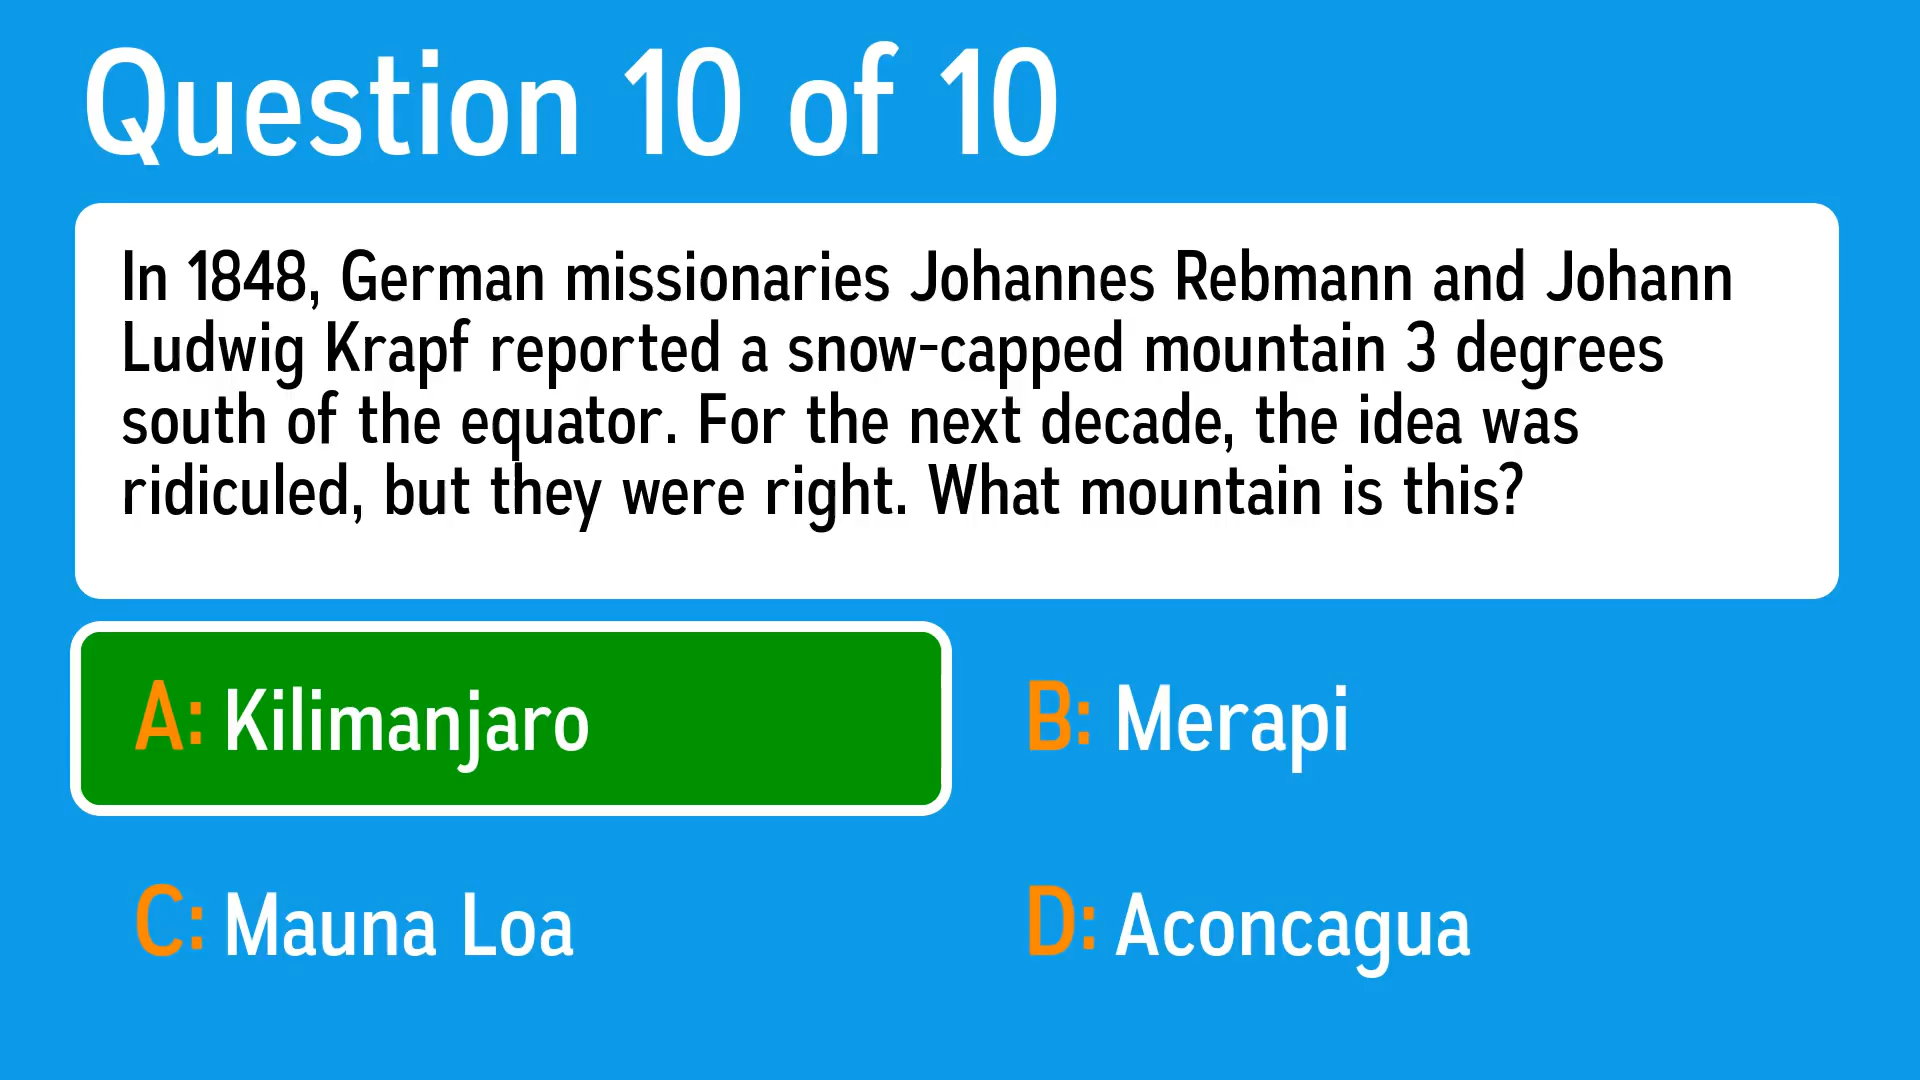 Question 10 of 10
In 1848, German missionaries Johannes Rebmann and Johann
Ludwig Krapf reported a snow-capped mountain 3 degrees
south of the equator. For the next decade, the idea was
ridiculed, but they were right. What mountain is this?
A: Kilimanjaro
B: Merapi
C: Mauna Loa
D: Aconcagua